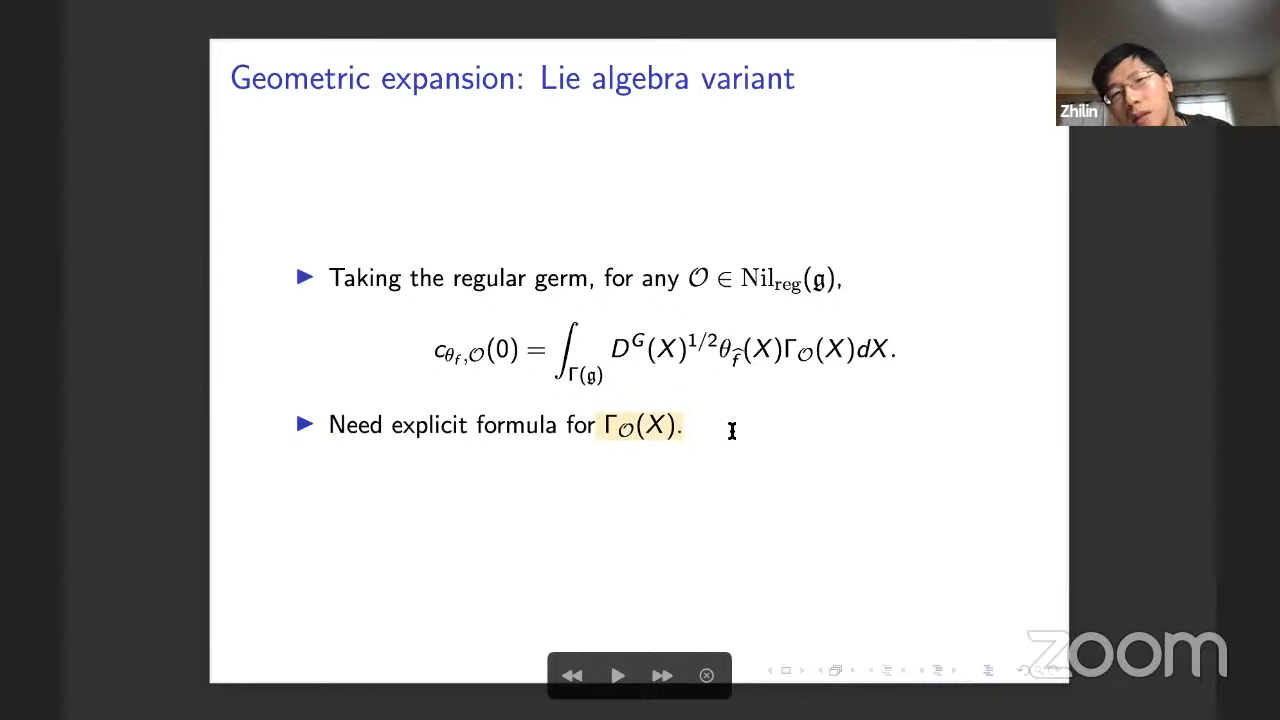 Geometric expansion: Lie algebra variant
Zhilin
▶ Taking the regular germ, for any 𝒪 ∈ Nil_reg(𝔤),
c_{θ_f,𝒪}(0) = ∫_{Γ(𝔤)} D^G(X)^{1/2}θ_{\hat{f}}(X)Γ_𝒪(X)dX.
▶ Need explicit formula for Γ_𝒪(X).
zoom